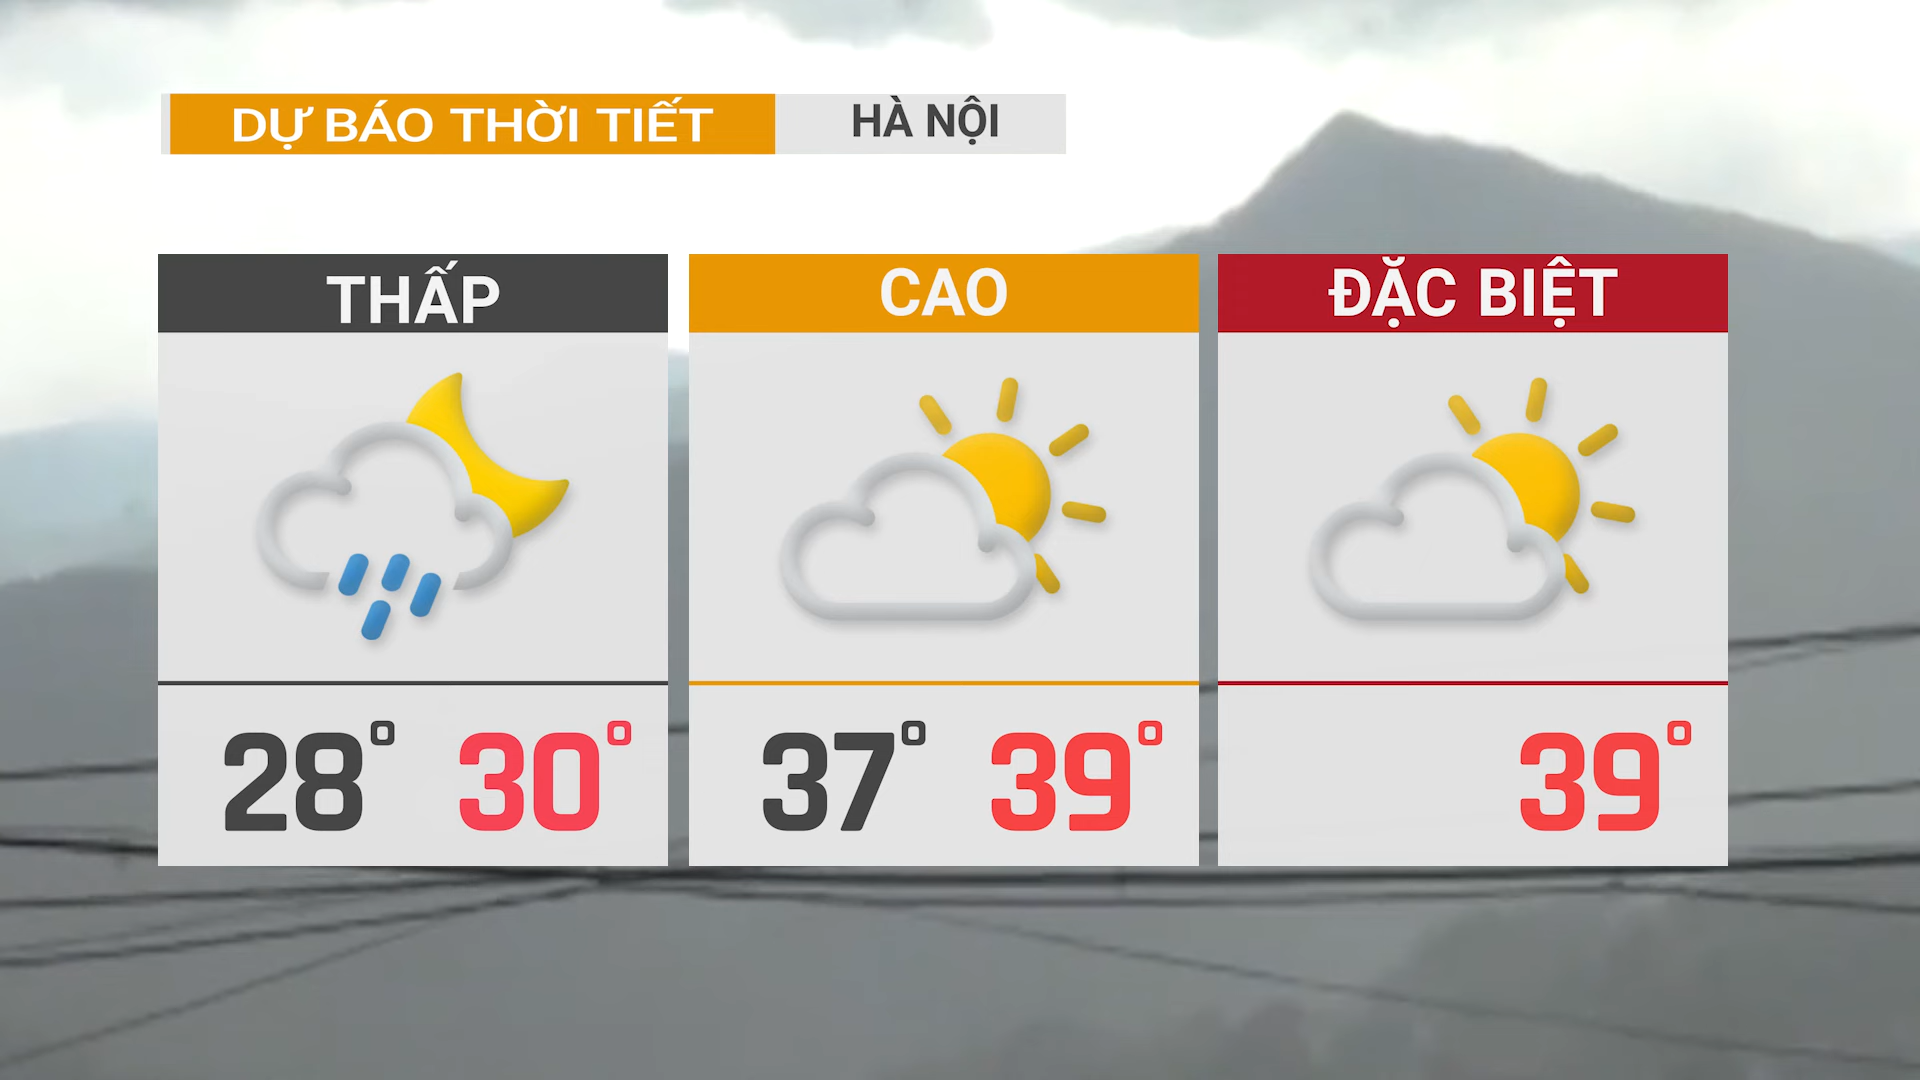 DỰ BÁO THỜI TIẾT
HÀ NỘI
THẤP
CAO
ĐẶC BIỆT
28° 30°
37° 39°
39°